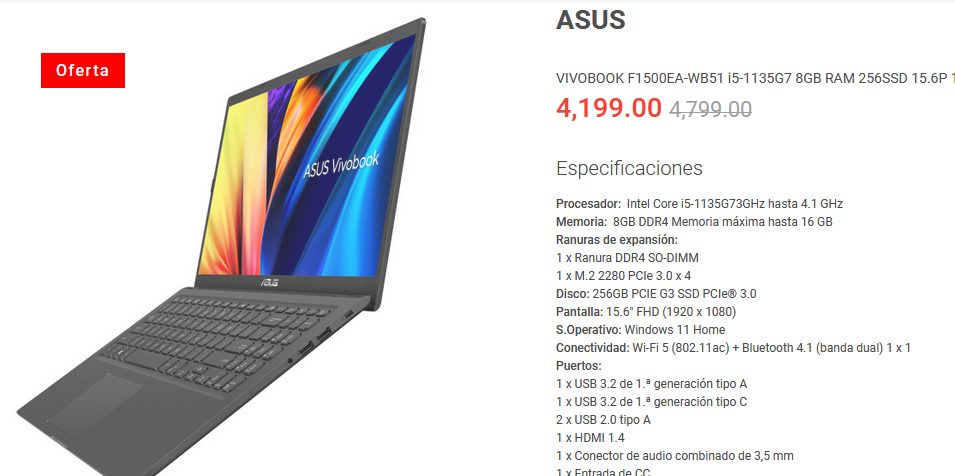 ASUS
Oferta
VIVOBOOK F1500EA-WB51 i5-1135G7 8GB RAM 256SSD 15.6P
4,199.00 4,799.00
ASUS Vivobook
Especificaciones
Procesador: Intel Core i5-1135G73GHz hasta 4.1 GHz
Memoria: 8GB DDR4 Memoria máxima hasta 16 GB
Ranuras de expansión:
1 x Ranura DDR4 SO-DIMM
1 x M.2 2280 PCIe 3.0 x 4
ASUS
Disco: 256GB PCIE G3 SSD PCIe® 3.0
Pantalla: 15.6" FHD (1920 x 1080)
S.Operativo: Windows 11 Home
Conectividad: Wi-Fi 5 (802.11ac) + Bluetooth 4.1 (banda dual) 1 x 1
Puertos:
1 x USB 3.2 de 1.ª generación tipo A
1 x USB 3.2 de 1.ª generación tipo C
2 x USB 2.0 tipo A
1 x HDMI 1.4
1 x Conector de audio combinado de 3,5 mm
1 x Entrada de CC